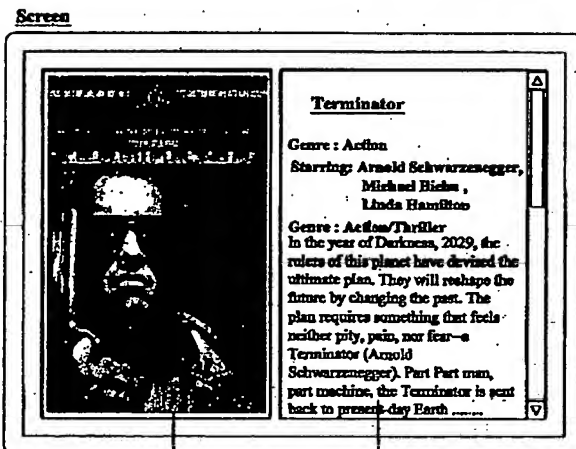 Screen
Terminator
Genre : Action
Starring: Arnold Schwarzenegger,
Michael Biehn ,
Linda Hamilton
Genre : Action/Thriller
In the year of Darkness, 2029, the
rulers of this planet have devised the
ultimate plan. They will reshape the
future by changing the past. The
plan requires something that feels
neither pity, pain, nor fear—a
Terminator (Arnold
Schwarzenegger). Part Part man,
part machine, the Terminator is sent
back to present-day Earth .......